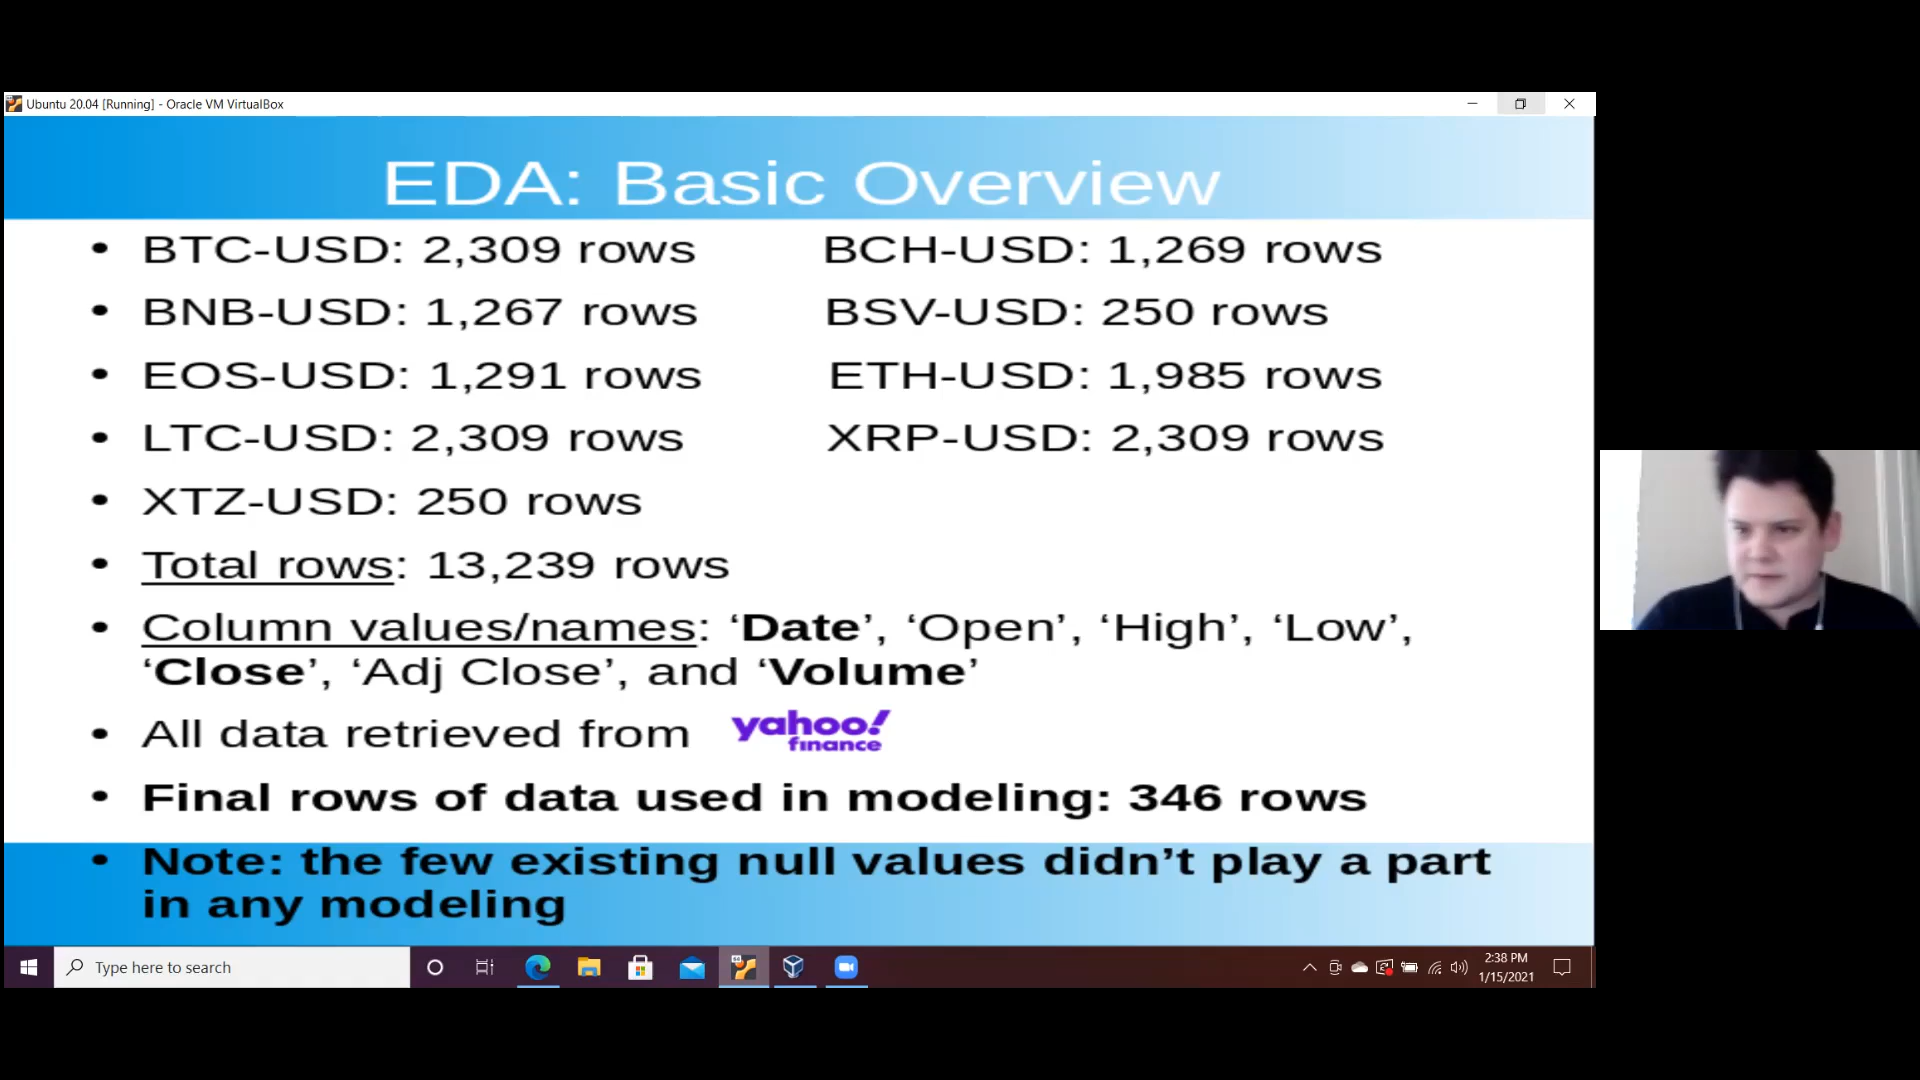 Ubuntu 20.04 [Running] - Oracle VM VirtualBox
EDA: Basic Overview
• BTC-USD: 2,309 rows BCH-USD: 1,269 rows
• BNB-USD: 1,267 rows BSV-USD: 250 rows
• EOS-USD: 1,291 rows ETH-USD: 1,985 rows
• LTC-USD: 2,309 rows XRP-USD: 2,309 rows
• XTZ-USD: 250 rows
• Total rows: 13,239 rows
• Column values/names: ‘Date’, ‘Open’, ‘High’, ‘Low’,
‘Close’, ‘Adj Close’, and ‘Volume’
• All data retrieved from yahoo! finance
• Final rows of data used in modeling: 346 rows
• Note: the few existing null values didn’t play a part
in any modeling
Type here to search
2:38 PM
1/15/2021